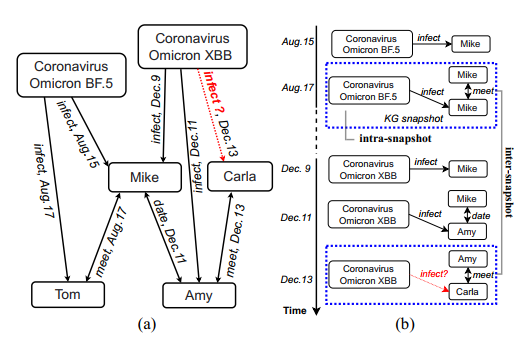 Coronavirus
Omicron BF.5
Coronavirus
Omicron XBB
infect, Aug.17
infect, Aug.15
infect, Dec.9
infect, Dec.11
infect ?, Dec.13
Mike
Carla
meet, Aug.17
date, Dec.11
meet, Dec.13
Tom
Amy
(a)
Aug.15
Coronavirus
Omicron BF.5
infect
Mike
Aug.17
Coronavirus
Omicron BF.5
infect
Mike
meet
Mike
KG snapshot
intra-snapshot
inter-snapshot
Dec. 9
Coronavirus
Omicron XBB
infect
Mike
Dec.11
Coronavirus
Omicron XBB
infect
Mike
date
Amy
Dec.13
Coronavirus
Omicron XBB
infect?
Amy
meet
Carla
Time
(b)